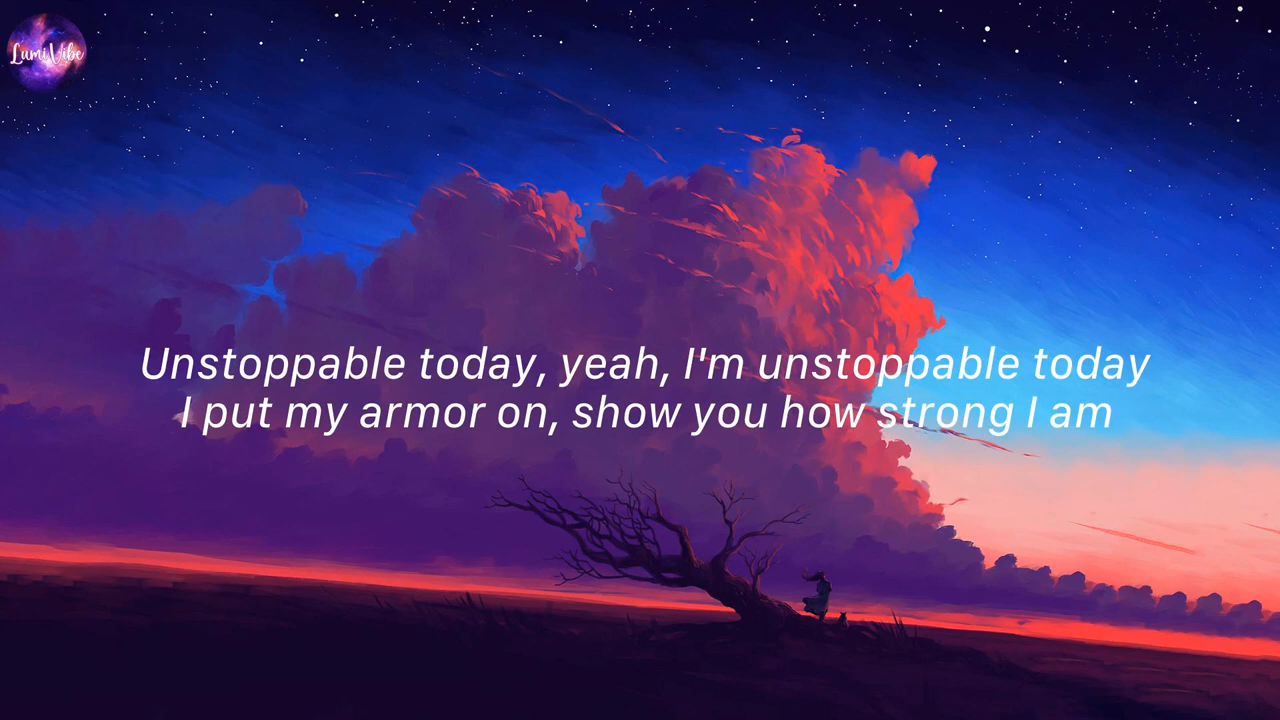 LumiVibe
Unstoppable today, yeah, I'm unstoppable today
I put my armor on, show you how strong I am